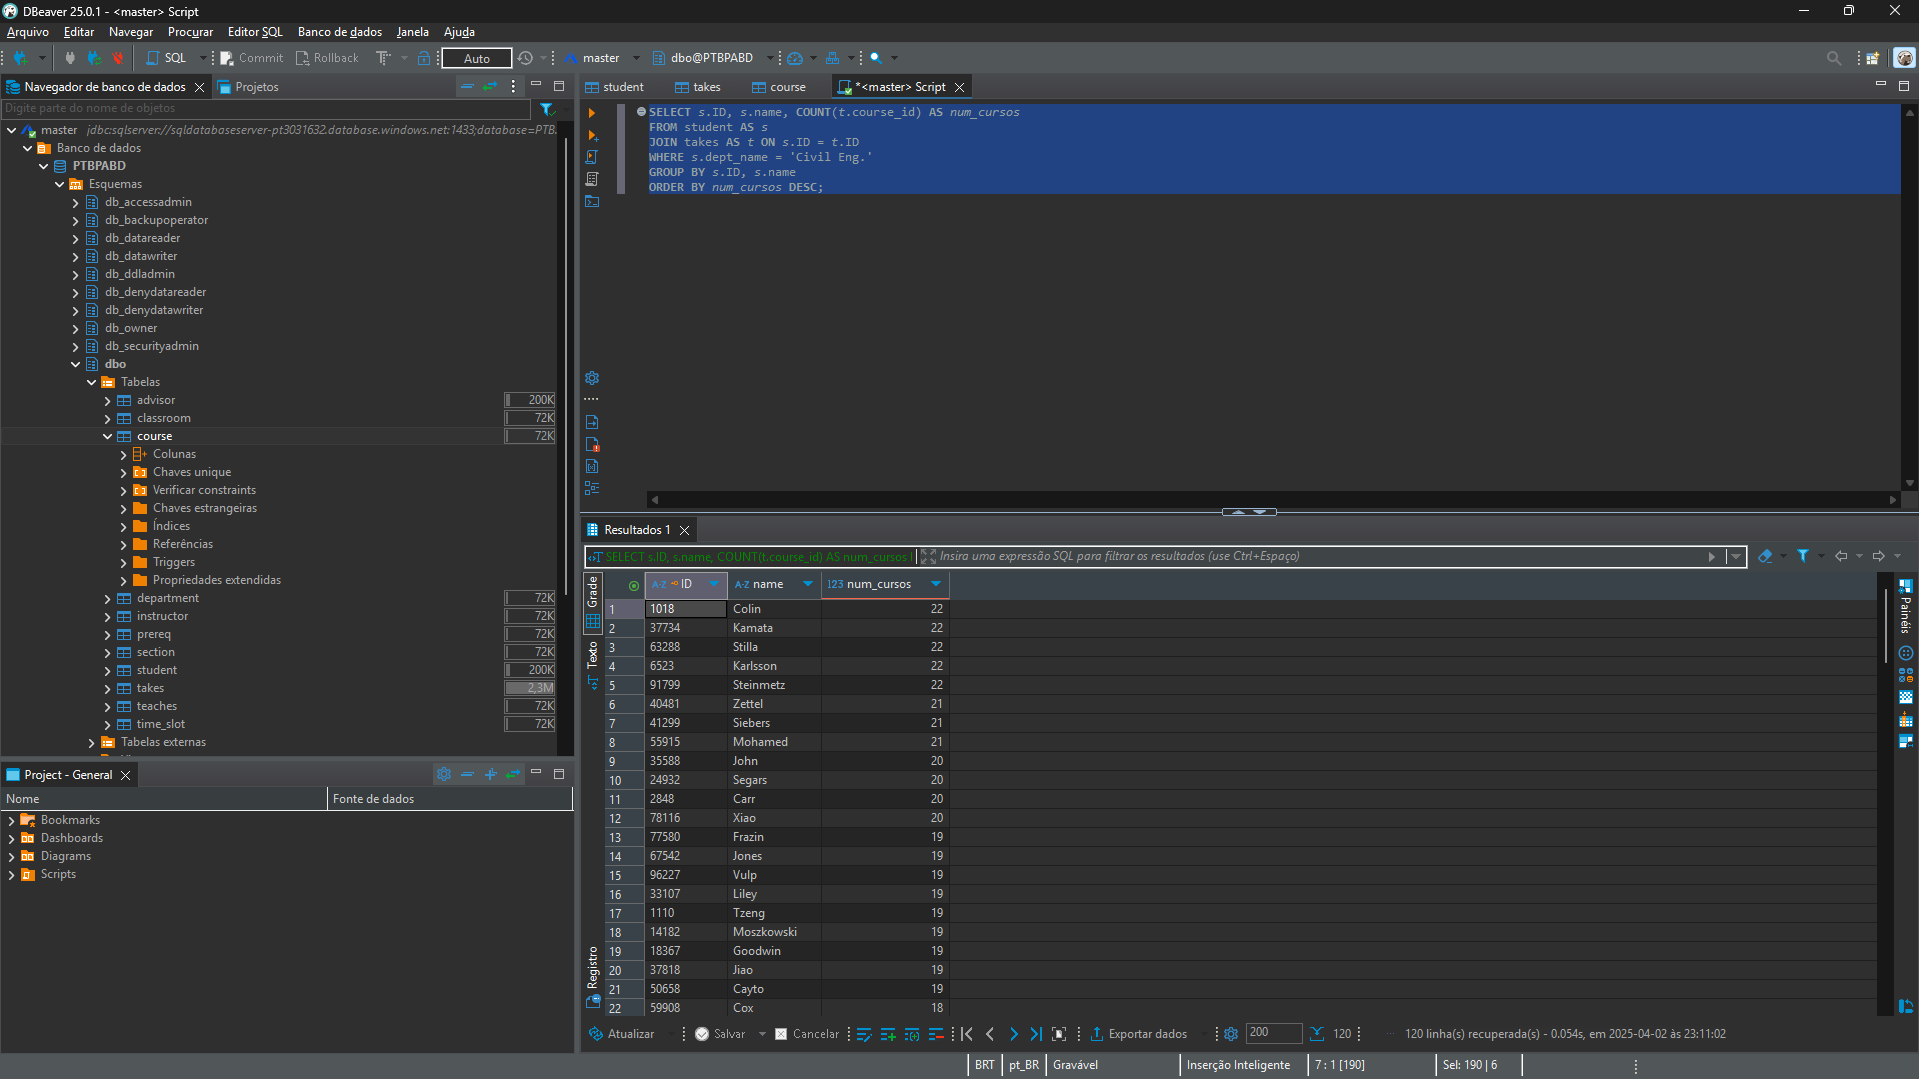 DBeaver 25.0.1 - <master> Script
Arquivo Editar Navegar Procurar Editor SQL Banco de dados Janela Ajuda
SQL Commit Rollback Auto master dbo@PTBPABD
Navegador de banco de dados Projetos
Digite parte do nome de objetos
master jdbc:sqlserver://sqldatabaseserver-pt3031632.database.windows.net:1433;database=PTB
Banco de dados
PTBPABD
Esquemas
db_accessadmin
db_backupoperator
db_datareader
db_datawriter
db_ddladmin
db_denydatareader
db_denydatawriter
db_owner
db_securityadmin
dbo
Tabelas
advisor 200K
classroom 72K
course 72K
Colunas
Chaves unique
Verificar constraints
Chaves estrangeiras
Índices
Referências
Triggers
Propriedades extendidas
department 72K
instructor 72K
prereq 72K
section 72K
student 200K
takes 2,3M
teaches 72K
time_slot 72K
Tabelas externas
Project - General
Nome Fonte de dados
Bookmarks
Dashboards
Diagrams
Scripts
student takes course *<master> Script
SELECT s.ID, s.name, COUNT(t.course_id) AS num_cursos
FROM student AS s
JOIN takes AS t ON s.ID = t.ID
WHERE s.dept_name = 'Civil Eng.'
GROUP BY s.ID, s.name
ORDER BY num_cursos DESC;
Resultados 1
SELECT s.ID, s.name, COUNT(t.course_id) AS num_cursos Insira uma expressão SQL para filtrar os resultados (use Ctrl+Espaço)
Grade
Texto
Registro
Painéis
A-Z ID A-Z name 123 num_cursos
1 1018 Colin 22
2 37734 Kamata 22
3 63288 Stilla 22
4 6523 Karlsson 22
5 91799 Steinmetz 22
6 40481 Zettel 21
7 41299 Siebers 21
8 55915 Mohamed 21
9 35588 John 20
10 24932 Segars 20
11 2848 Carr 20
12 78116 Xiao 20
13 77580 Frazin 19
14 67542 Jones 19
15 96227 Vulp 19
16 33107 Liley 19
17 1110 Tzeng 19
18 14182 Moszkowski 19
19 18367 Goodwin 19
20 37818 Jiao 19
21 50658 Cayto 19
22 59908 Cox 18
Atualizar Salvar Cancelar Exportar dados 200 120 120 linha(s) recuperada(s) - 0.054s, em 2025-04-02 às 23:11:02
BRT pt_BR Gravável Inserção Inteligente 7 : 1 [190] Sel: 190 | 6